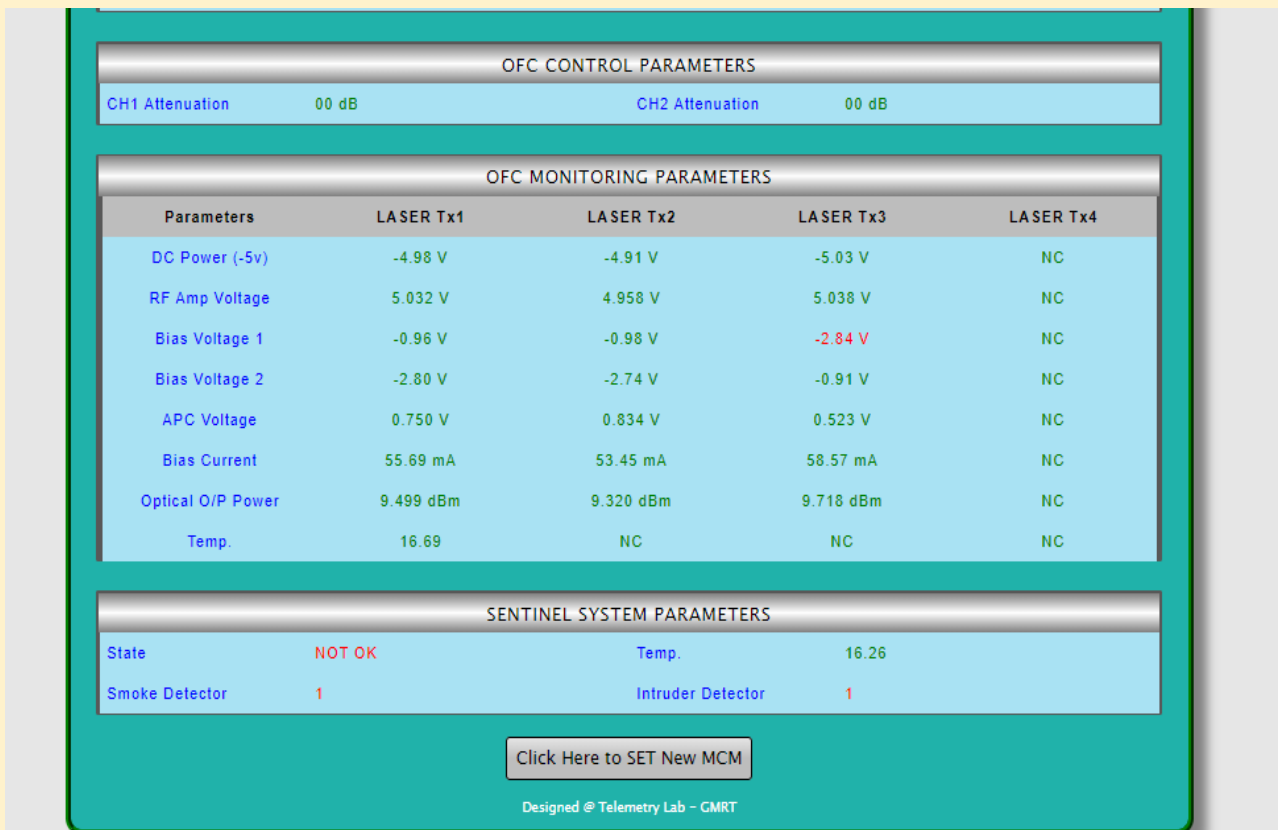 OFC CONTROL PARAMETERS
CH1 Attenuation 00 dB CH2 Attenuation 00 dB
OFC MONITORING PARAMETERS
Parameters LASER Tx1 LASER Tx2 LASER Tx3 LASER Tx4
DC Power (-5v) -4.98 V -4.91 V -5.03 V NC
RF Amp Voltage 5.032 V 4.958 V 5.038 V NC
Bias Voltage 1 -0.96 V -0.98 V -2.84 V NC
Bias Voltage 2 -2.80 V -2.74 V -0.91 V NC
APC Voltage 0.750 V 0.834 V 0.523 V NC
Bias Current 55.69 mA 53.45 mA 58.57 mA NC
Optical O/P Power 9.499 dBm 9.320 dBm 9.718 dBm NC
Temp. 16.69 NC NC NC
SENTINEL SYSTEM PARAMETERS
State NOT OK Temp. 16.26
Smoke Detector 1 Intruder Detector 1
Click Here to SET New MCM
Designed @ Telemetry Lab - GMRT